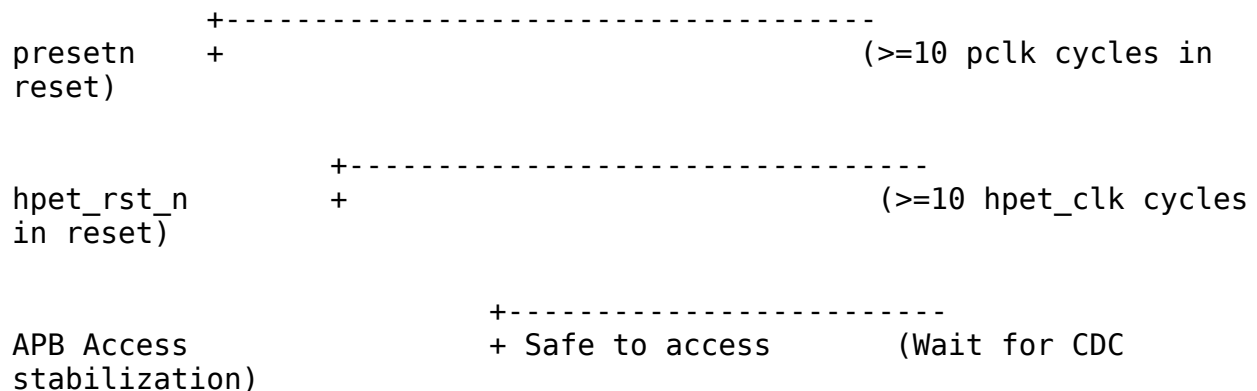 +-------------------------------------
presetn     +                                      (>=10 pclk cycles in
reset)
                   +---------------------------------
hpet_rst_n         +                                (>=10 hpet_clk cycles
in reset)
                            +-------------------------
APB Access                  + Safe to access       (Wait for CDC
stabilization)